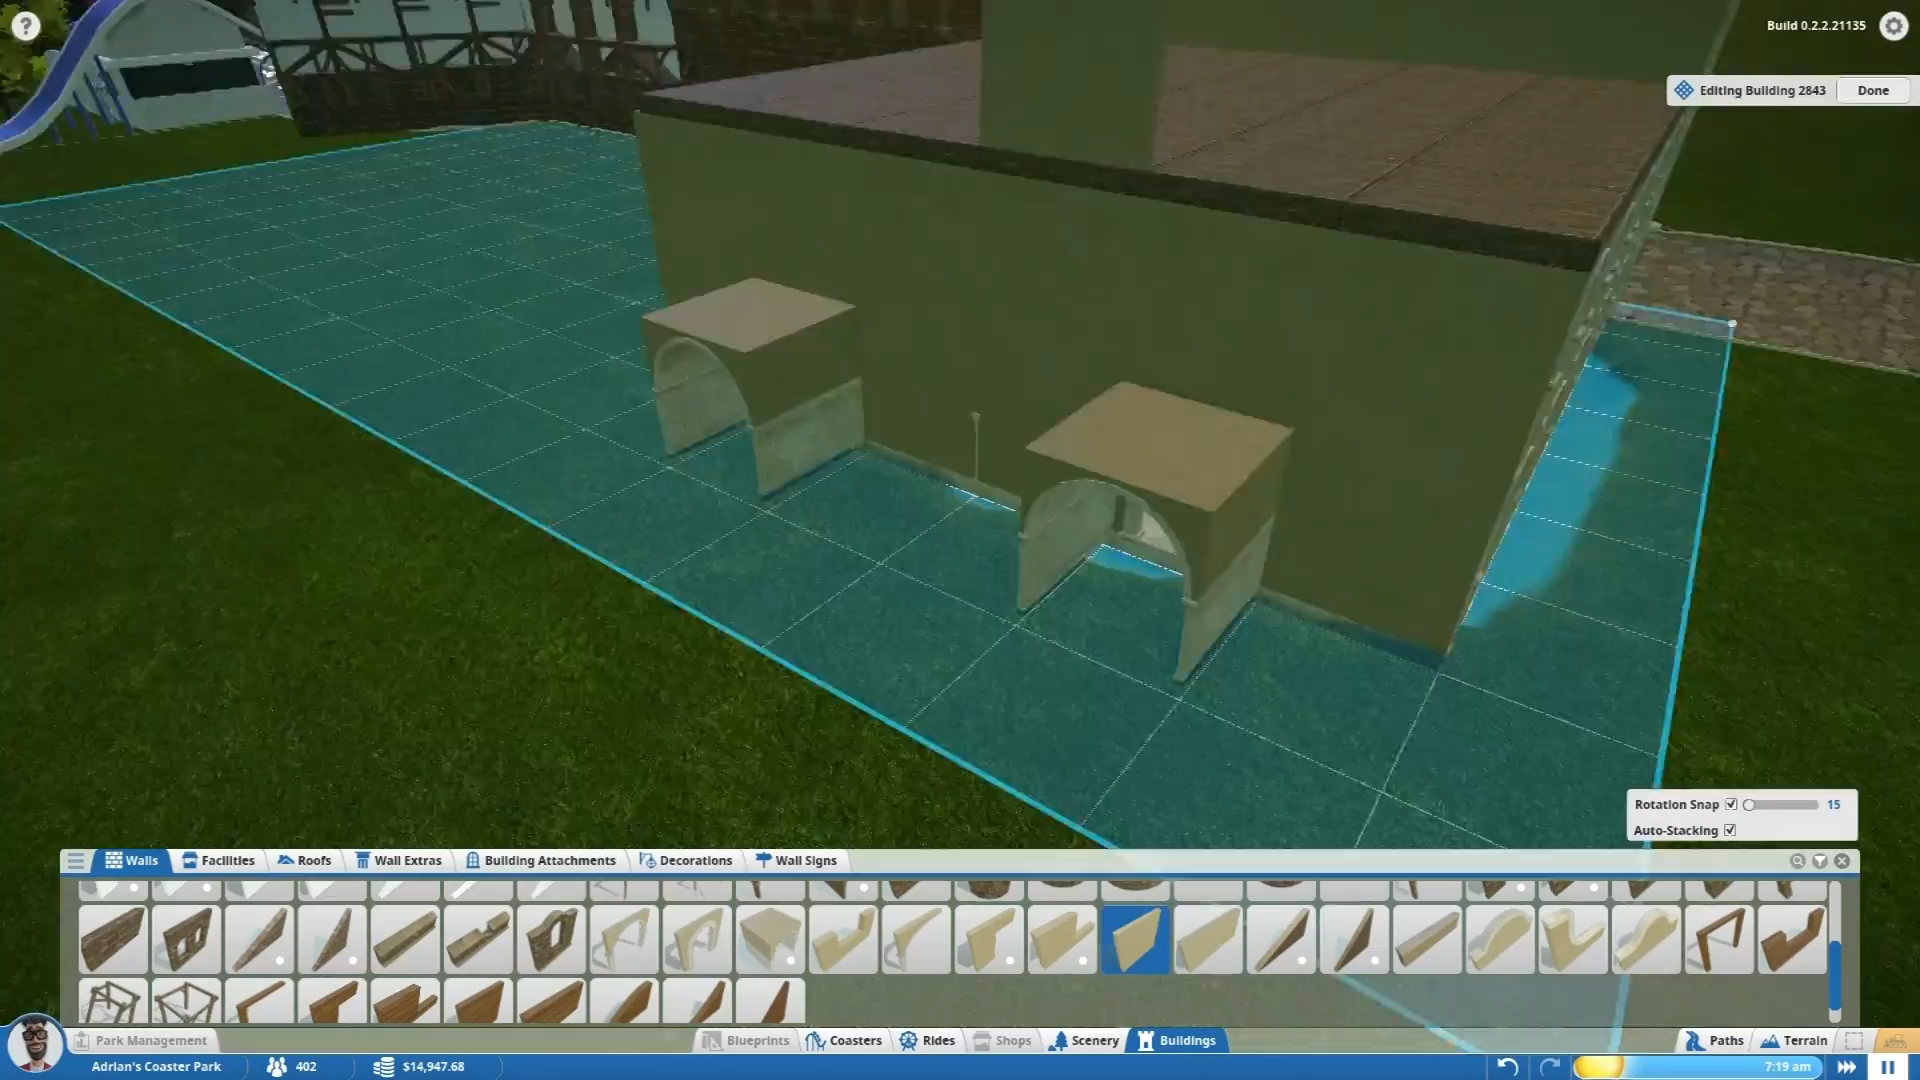 ?
Build 0.2.2.21135
Editing Building 2843
Done
Rotation Snap
15
Auto-Stacking
Walls
Facilities
Roofs
Wall Extras
Building Attachments
Decorations
Wall Signs
Park Management
Blueprints
Coasters
Rides
Shops
Scenery
Buildings
Paths
Terrain
Adrian's Coaster Park
402
$14,947.68
7:19 am